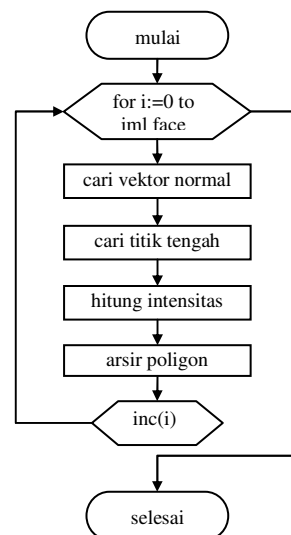 mulai
for i:=0 to
jml face
cari vektor normal
cari titik tengah
hitung intensitas
arsir poligon
inc(i)
selesai